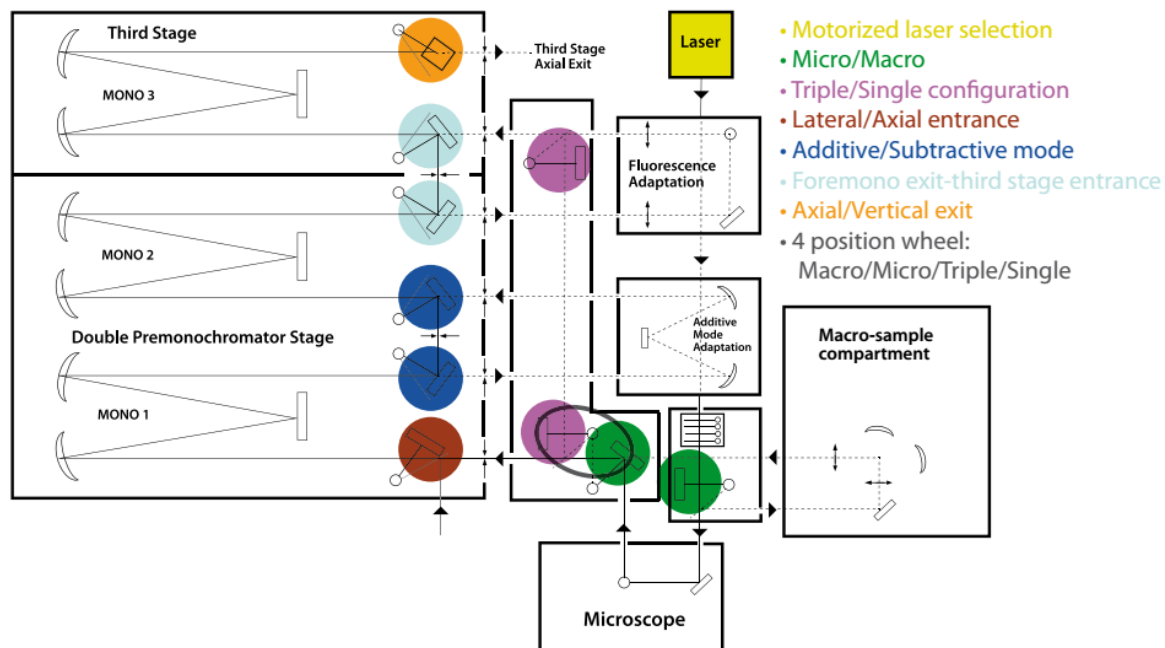 Third Stage
MONO 3
Third Stage
Axial Exit
Laser
• Motorized laser selection
• Micro/Macro
• Triple/Single configuration
• Lateral/Axial entrance
• Additive/Subtractive mode
• Foremono exit-third stage entrance
• Axial/Vertical exit
• 4 position wheel:
Macro/Micro/Triple/Single
Fluorescence
Adaptation
MONO 2
Double Premonochromator Stage
Additive
Mode
Adaptation
Macro-sample
compartment
MONO 1
Microscope